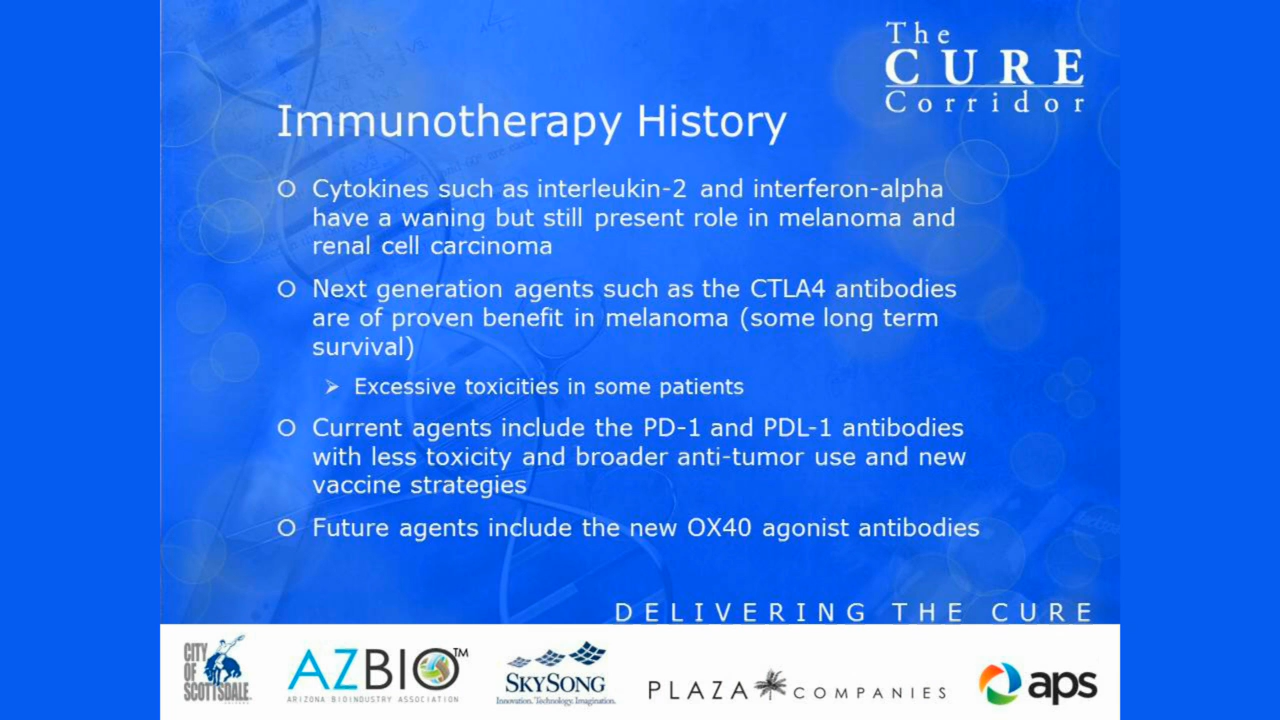 The
CURE
Corridor
Immunotherapy History
Cytokines such as interleukin-2 and interferon-alpha
have a waning but still present role in melanoma and
renal cell carcinoma
Next generation agents such as the CTLA4 antibodies
are of proven benefit in melanoma (some long term
survival)
Excessive toxicities in some patients
Current agents include the PD-1 and PDL-1 antibodies
with less toxicity and broader anti-tumor use and new
vaccine strategies
Future agents include the new OX40 agonist antibodies
DELIVERING THE CURE
CITY
OF
SCOTTSDALE
AZBIO™
ARIZONA BIOINDUSTRY ASSOCIATION
SKYSONG
Innovation. Technology. Imagination.
PLAZA COMPANIES
aps